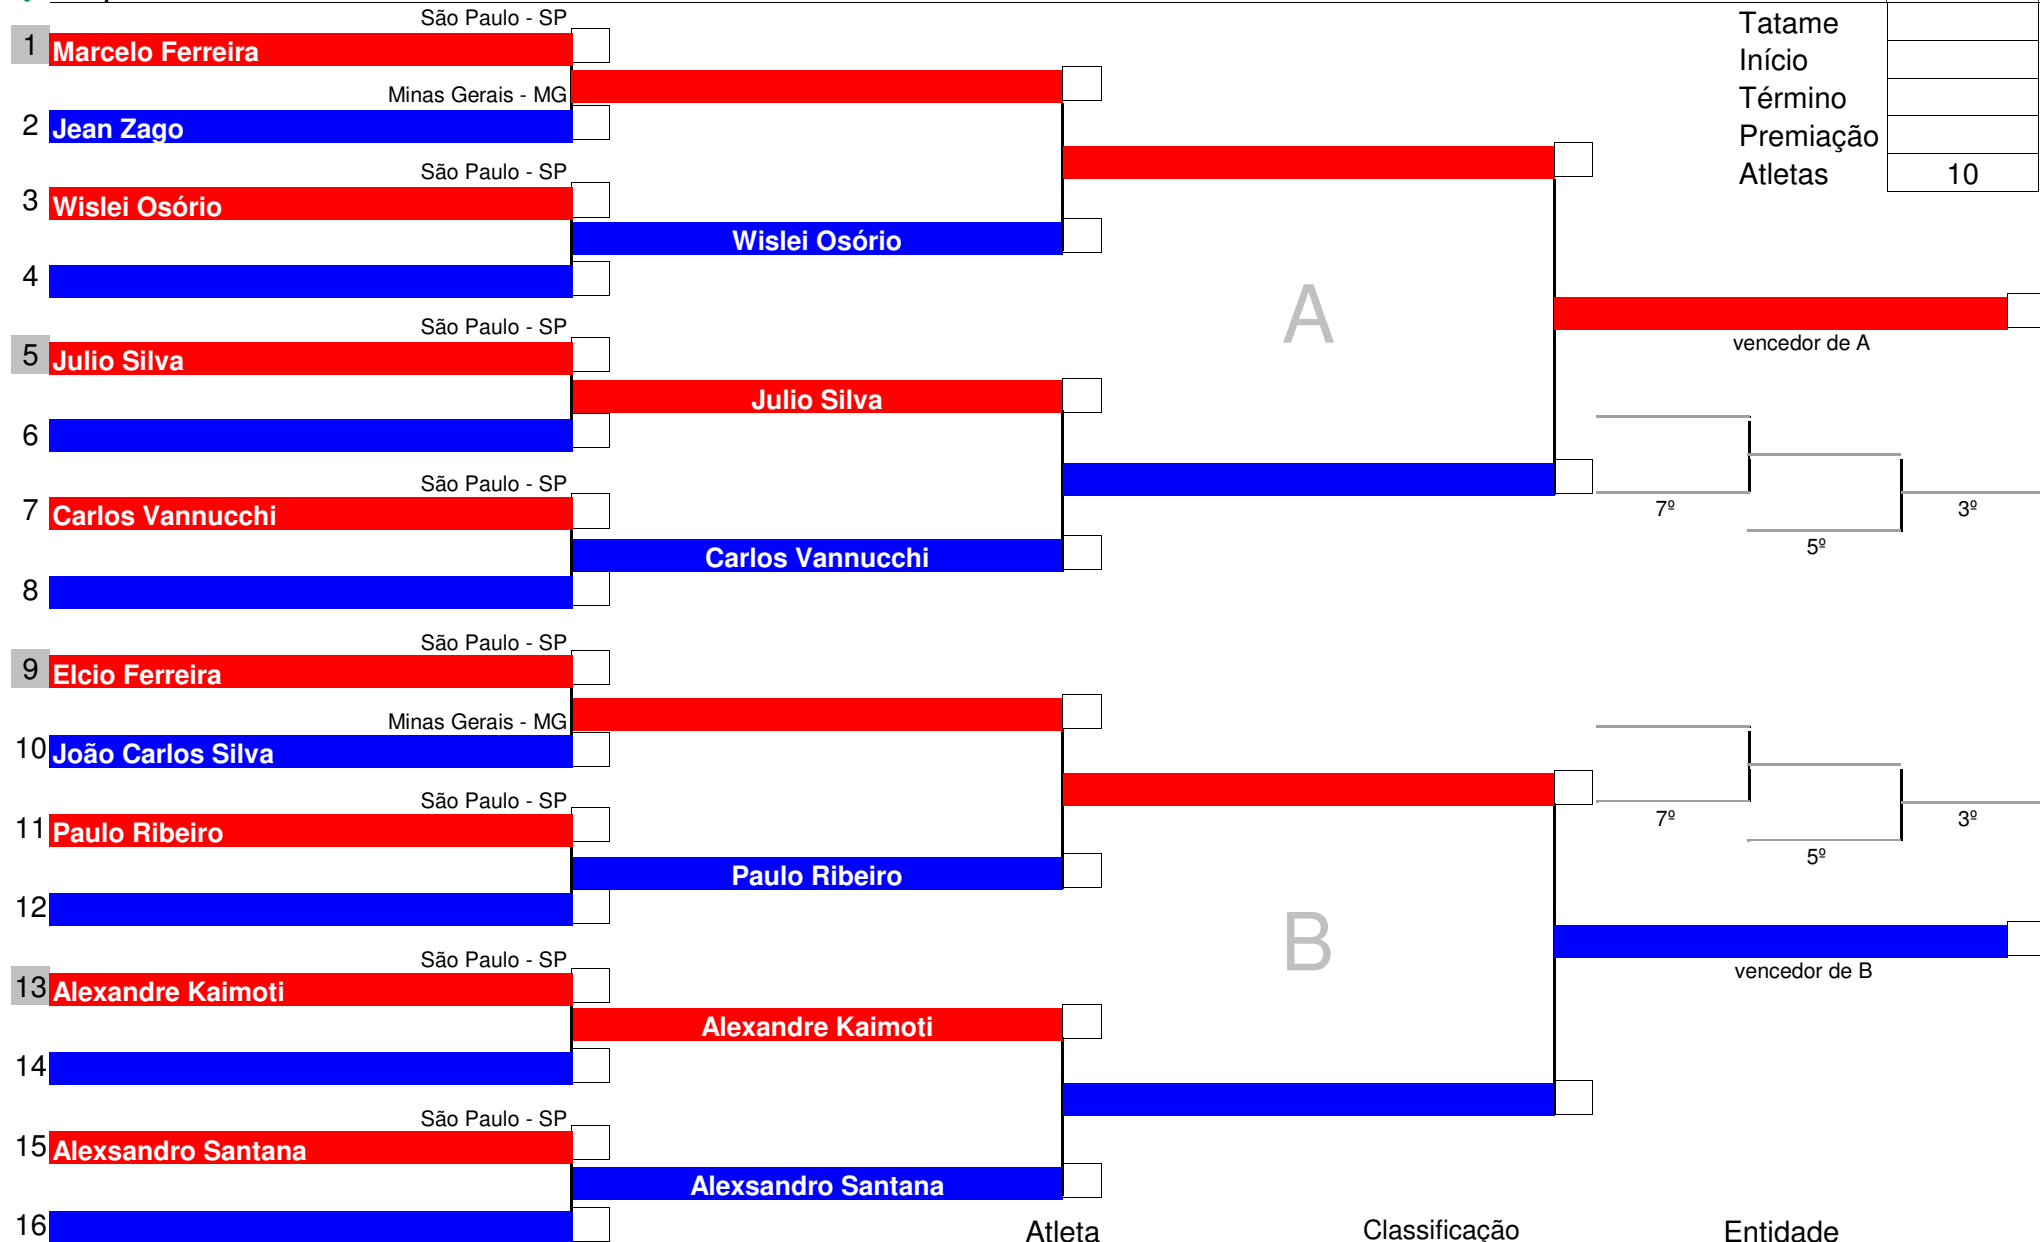 São Paulo - SP
1 Marcelo Ferreira
Minas Gerais - MG
2 Jean Zago
São Paulo - SP
3 Wislei Osório
Wislei Osório
4
São Paulo - SP
5 Julio Silva
Julio Silva
6
São Paulo - SP
7 Carlos Vannucchi
Carlos Vannucchi
8
São Paulo - SP
9 Elcio Ferreira
Minas Gerais - MG
10 João Carlos Silva
São Paulo - SP
11 Paulo Ribeiro
Paulo Ribeiro
12
São Paulo - SP
13 Alexandre Kaimoti
Alexandre Kaimoti
14
São Paulo - SP
15 Alexsandro Santana
Alexsandro Santana
16
A
B
Tatame
Início
Término
Premiação
Atletas 10
vencedor de A
7º
3º
5º
7º
3º
5º
vencedor de B
Atleta Classificação Entidade